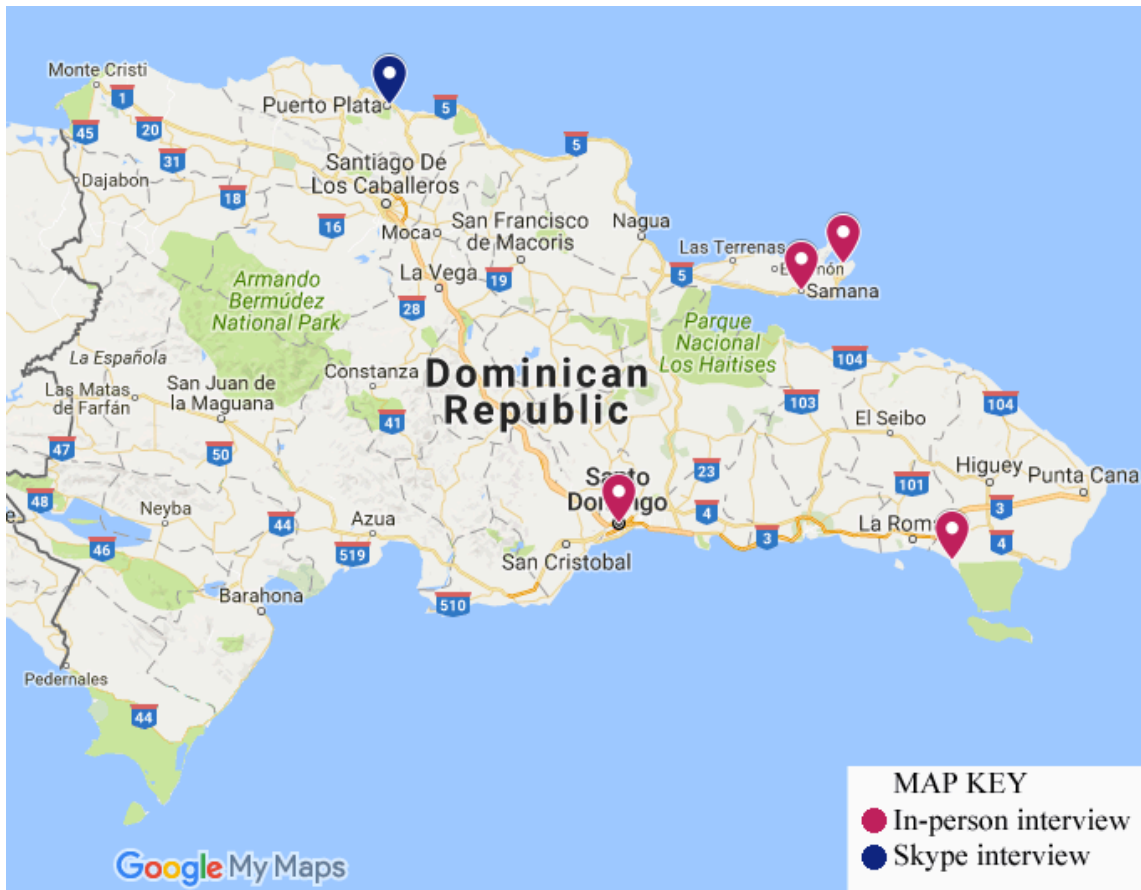 Monte Cristi
1
Puerto Plata
5
45
20
5
31
Dajabon
Santiago De
Los Caballeros
18
16
Moca
San Francisco
de Macoris
Nagua
Las Terrenas
5
Samana
La Vega
19
28
Armando
Bermúdez
National Park
Parque
Nacional
Los Haitises
104
La Española
Constanza
Dominican
Republic
San Juan de
la Maguana
Las Matas
de Farfán
41
103
104
El Seibo
47
50
23
Higuey
101
Punta Cana
48
Neyba
44
Azua
Santo
4
3
La Rom
3
4
46
519
San Cristobal
Barahona
510
Pedernales
44
MAP KEY
In-person interview
Skype interview
Google My Maps